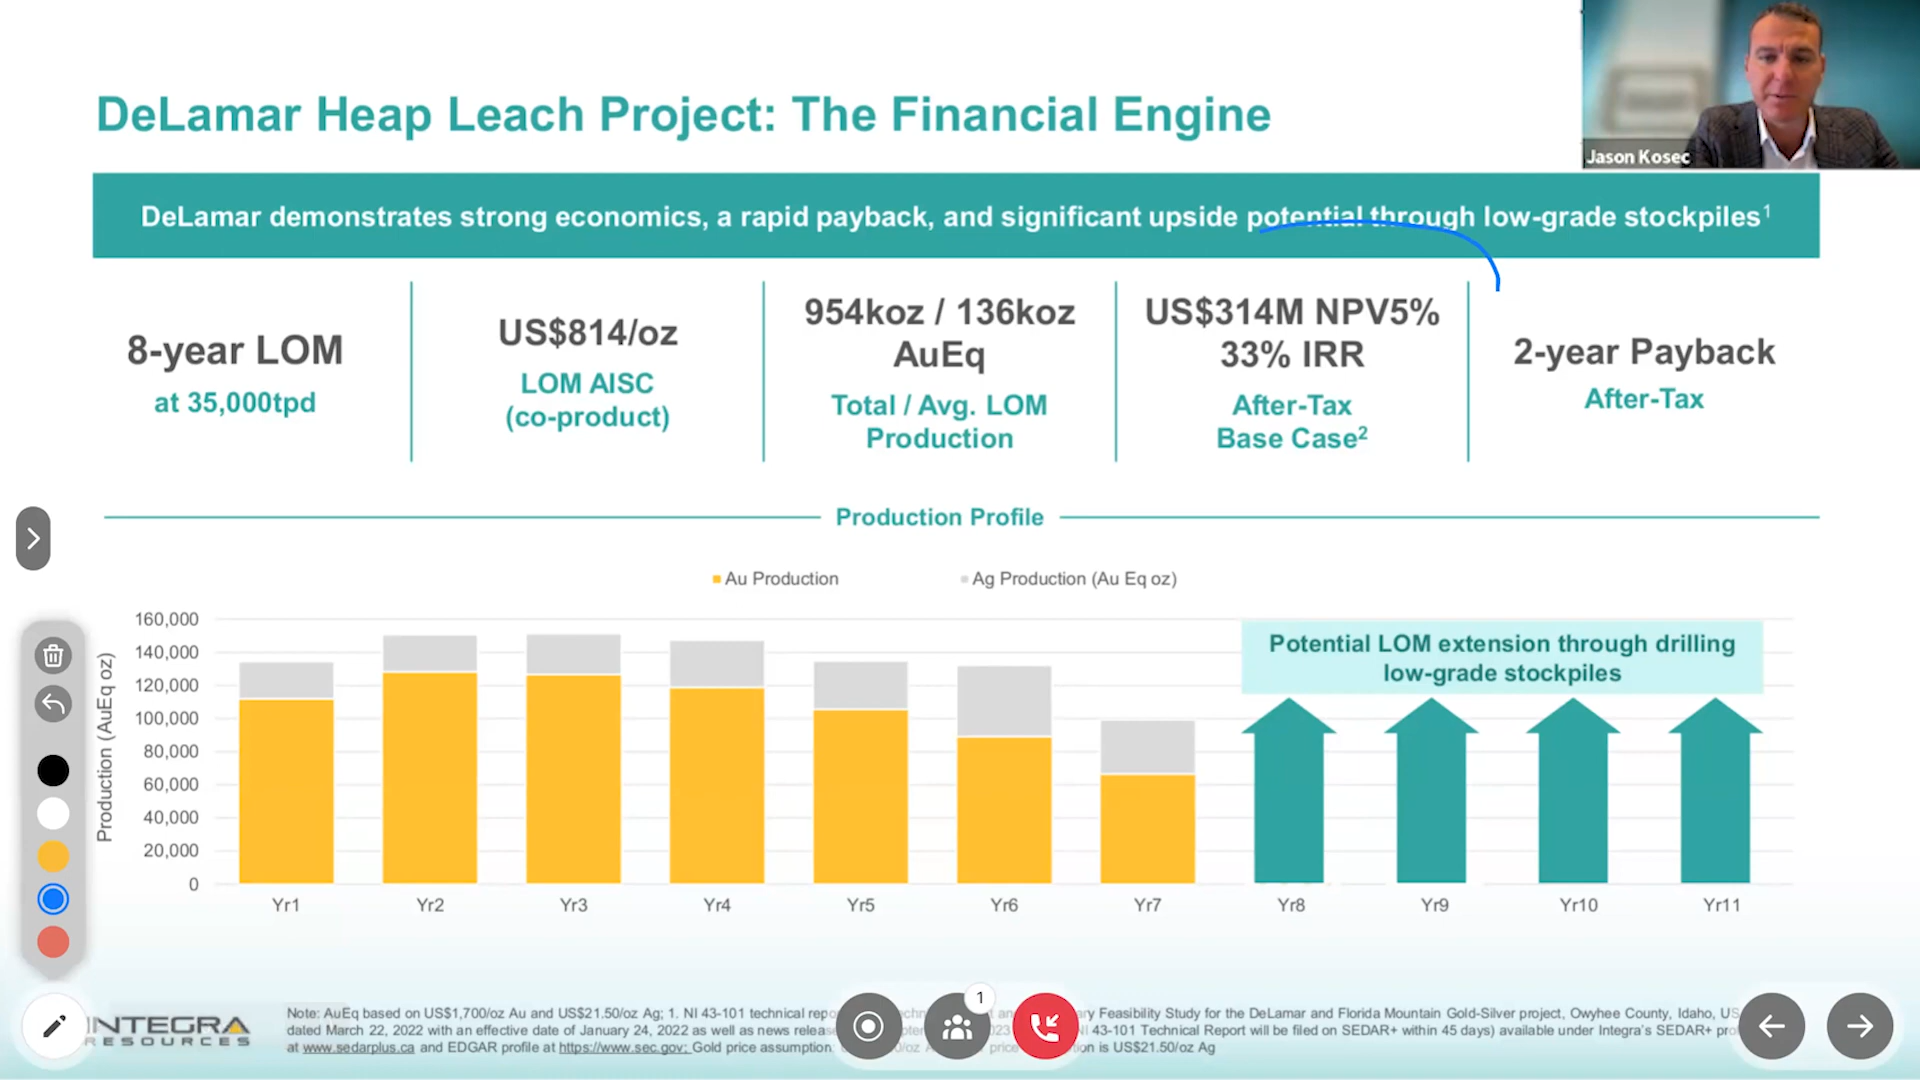 DeLamar Heap Leach Project: The Financial Engine
Jason Kosec
DeLamar demonstrates strong economics, a rapid payback, and significant upside potential through low-grade stockpiles1
8-year LOM
at 35,000tpd
US$814/oz
LOM AISC
(co-product)
954koz / 136koz
AuEq
Total / Avg. LOM
Production
US$314M NPV5%
33% IRR
After-Tax
Base Case2
2-year Payback
After-Tax
Production Profile
Au Production
Ag Production (Au Eq oz)
Production (AuEq oz)
160,000
140,000
120,000
100,000
80,000
60,000
40,000
20,000
0
Potential LOM extension through drilling
low-grade stockpiles
Yr1 Yr2 Yr3 Yr4 Yr5 Yr6 Yr7 Yr8 Yr9 Yr10 Yr11
1
INTEGRA
RESOURCES
Note: AuEq based on US$1,700/oz Au and US$21.50/oz Ag; 1. NI 43-101 technical Feasibility Study for the DeLamar and Florida Mountain Gold-Silver project, Owyhee County, Idaho,
dated March 22, 2022 with an effective date of January 24, 2022 as well as news 43-101 Technical Report will be filed on SEDAR+ within 45 days) available under Integra's SEDAR+
at www.sedarplus.ca and EDGAR profile at https://www.sec.gov; Gold price assumption: is US$21.50/oz Ag